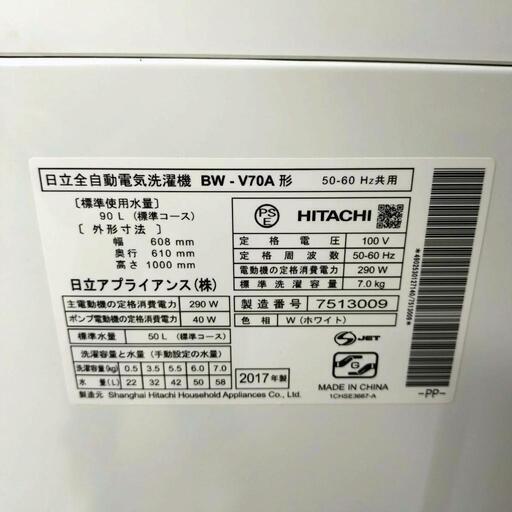 日立全自動電気洗濯機 BW-V70A 形 50-60 Hz共用
[標準使用水量]
90 L (標準コース)
[外形寸法]
幅 608 mm
奥行 610 mm
高さ 1000 mm
日立アプライアンス(株)
主電動機の定格消費電力 290 W
ポンプ電動機の定格消費電力 40 W
標準水量 50 L (標準コース)
洗濯容量と水量 (手動設定の水量)
洗濯容量(kg) 0.5 3.5 5.5 6.0 7.0
水 量(L) 22 32 42 50 58
製造元 Shanghai Hitachi Household Appliances Co., Ltd.
PSE HITACHI
定格電圧 100 V
定格周波数 50-60 Hz
電動機の定格消費電力 290 W
標準洗濯容量 7.0 kg
製造番号 7513009
色相 W (ホワイト)
2017 年製
S JET
G
MADE IN CHINA
1CHSE3667-A
-PP-